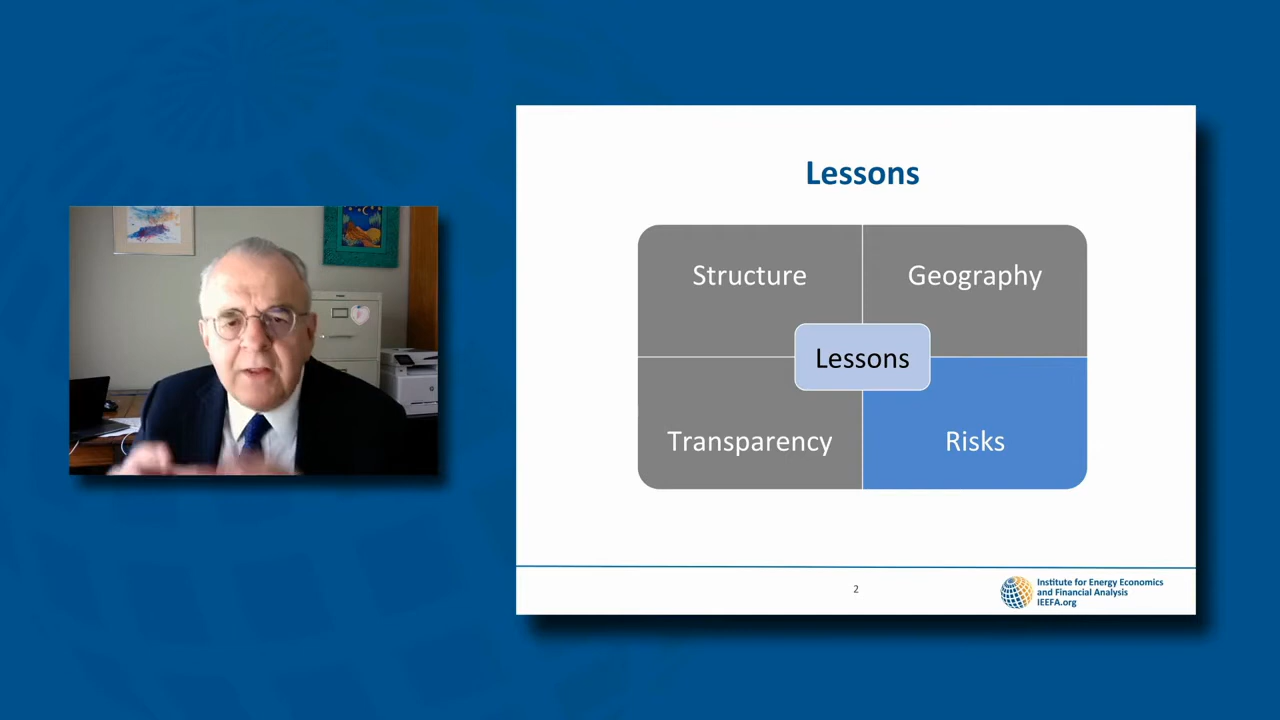 Lessons
Structure
Geography
Lessons
Transparency
Risks
2
Institute for Energy Economics
and Financial Analysis
IEEFA.org